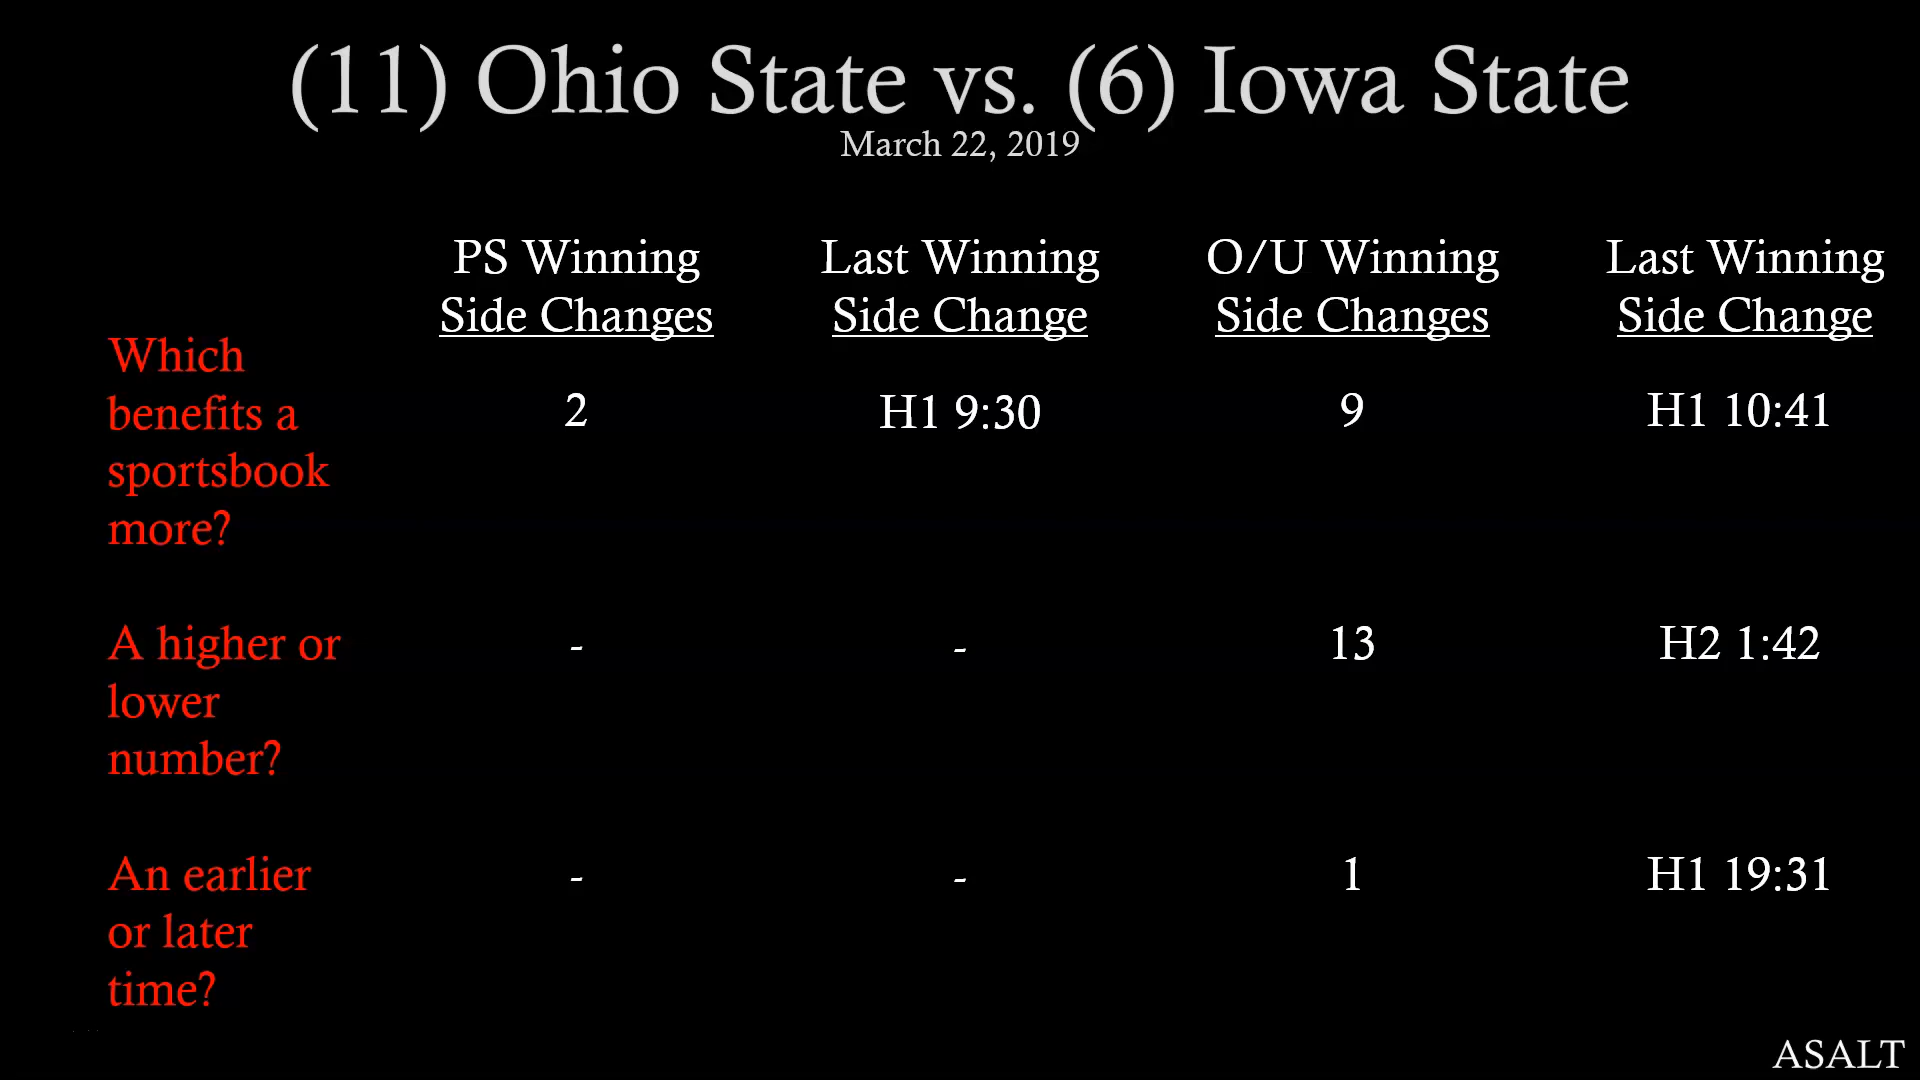 (11) Ohio State vs. (6) Iowa State
March 22, 2019
PS Winning Side Changes
Last Winning Side Change
O/U Winning Side Changes
Last Winning Side Change
Which
benefits a
sportsbook
more?
2 H1 9:30 9 H1 10:41
A higher or
lower
number?
- - 13 H2 1:42
An earlier
or later
time?
- - 1 H1 19:31
ASALT